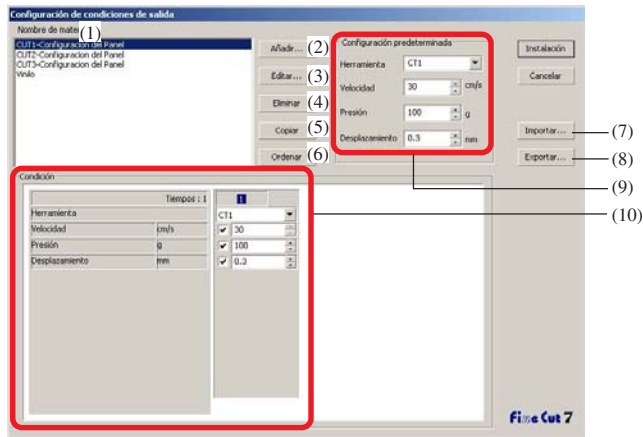 Configuración de condiciones de salida
Nombre de mate (1)
CUT1-Configuracion del Panel
CUT2-Configuracion del Panel
CUT3-Configuracion del Panel
Vinilo
Añadir... (2)
Editar... (3)
Eliminar (4)
Copiar (5)
Ordenar (6)
Configuración predeterminada
Herramienta CT1
Velocidad 30 cm/s
Presión 100 g
Desplazamiento 0.3 mm
Instalación
Cancelar
Importar... (7)
Exportar... (8)
(9)
(10)
Condición
Tiempos : 1 1
Herramienta CT1
Velocidad cm/s 30
Presión g 100
Desplazamiento mm 0.3
Fine Cut 7